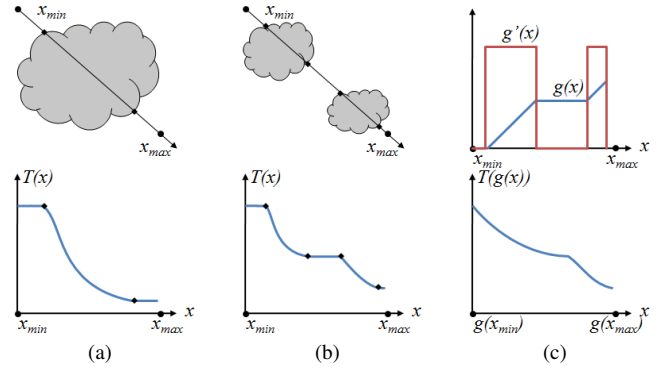 x_min
x_max
T(x)
x
x_min
x_max
(a)
x_min
x_max
T(x)
x
x_min
x_max
(b)
g'(x)
g(x)
x
x_min
x_max
T(g(x))
x
g(x_min)
g(x_max)
(c)